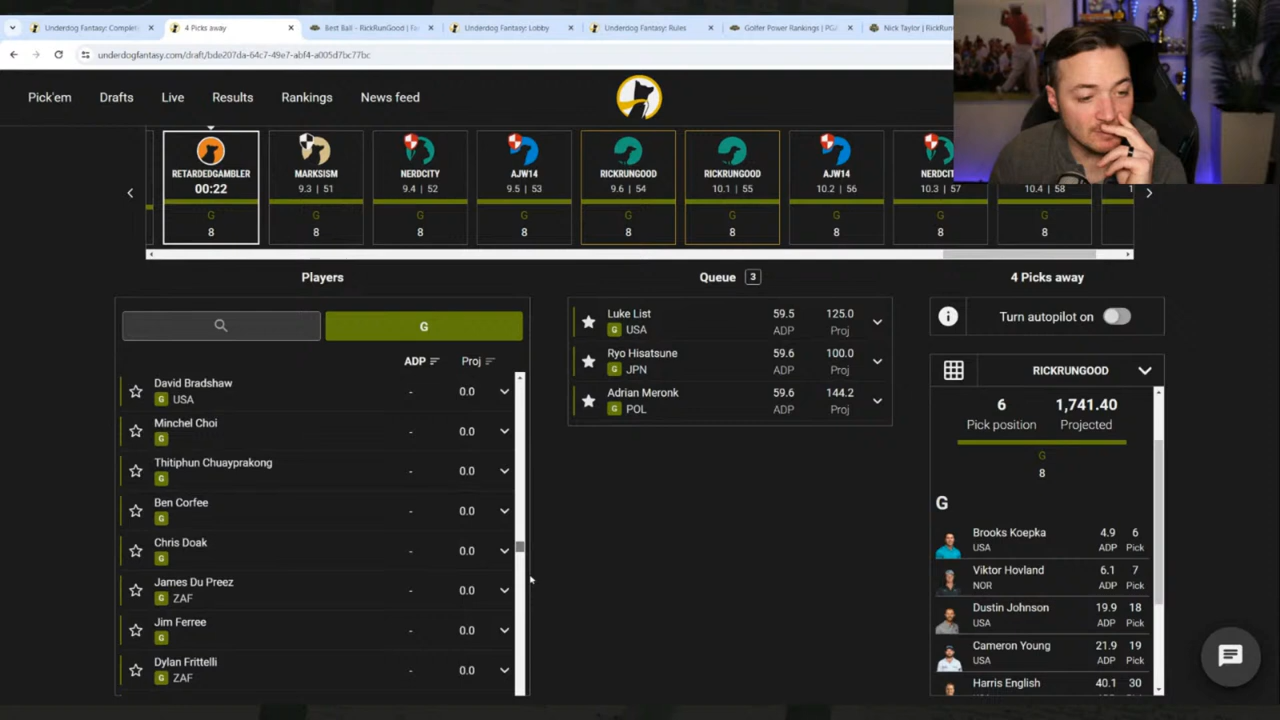 Underdog Fantasy: Complet
4 Picks away
Best Ball - RickRunGood | Fa
Underdog Fantasy: Lobby
Underdog Fantasy: Rules
Golfer Power Rankings | PGA
Nick Taylor | RickRun
underdogfantasy.com/draft/bde207da-64c7-49e7-abf4-a005d7bc77bc
Pick'em
Drafts
Live
Results
Rankings
News feed
RETARDEDGAMBLER
00:22
G
8
MARKSISM
9.3 | 51
G
8
NERDCITY
9.4 | 52
G
8
AJW14
9.5 | 53
G
8
RICKRUNGOOD
9.6 | 54
G
8
RICKRUNGOOD
10.1 | 55
G
8
AJW14
10.2 | 56
G
8
NERDCI
10.3 | 57
G
8
10.4 | 58
G
8
Players
G
ADP Proj
David Bradshaw
G USA
- 0.0
Minchel Choi
G
- 0.0
Thitiphun Chuayprakong
G
- 0.0
Ben Corfee
G
- 0.0
Chris Doak
G
- 0.0
James Du Preez
G ZAF
- 0.0
Jim Ferree
G
- 0.0
Dylan Frittelli
G ZAF
- 0.0
Queue 3
Luke List 59.5 125.0
G USA ADP Proj
Ryo Hisatsune 59.6 100.0
G JPN ADP Proj
Adrian Meronk 59.6 144.2
G POL ADP Proj
4 Picks away
Turn autopilot on
RICKRUNGOOD
6 1,741.40
Pick position Projected
G
8
G
Brooks Koepka 4.9 6
USA ADP Pick
Viktor Hovland 6.1 7
NOR ADP Pick
Dustin Johnson 19.9 18
USA ADP Pick
Cameron Young 21.9 19
USA ADP Pick
Harris English 40.1 30
USA ADP Pick